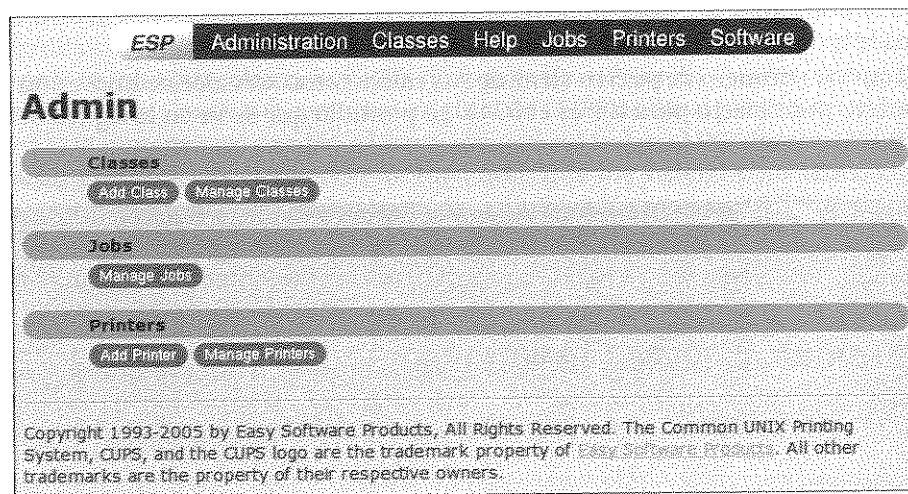 ESP Administration Classes Help Jobs Printers Software
Admin
Classes
Add Class Manage Classes
Jobs
Manage Jobs
Printers
Add Printer Manage Printers
Copyright 1993-2005 by Easy Software Products, All Rights Reserved. The Common UNIX Printing
System, CUPS, and the CUPS logo are the trademark property of Easy Software Products. All other
trademarks are the property of their respective owners.